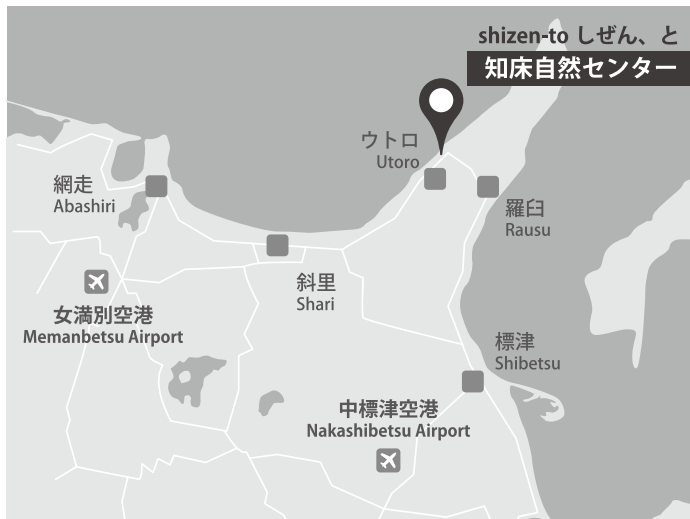 shizen-to しぜん、と
知床自然センター
ウトロ
Utoro
網走
Abashiri
羅臼
Rausu
斜里
Shari
女満別空港
Memanbetsu Airport
標津
Shibetsu
中標津空港
Nakashibetsu Airport